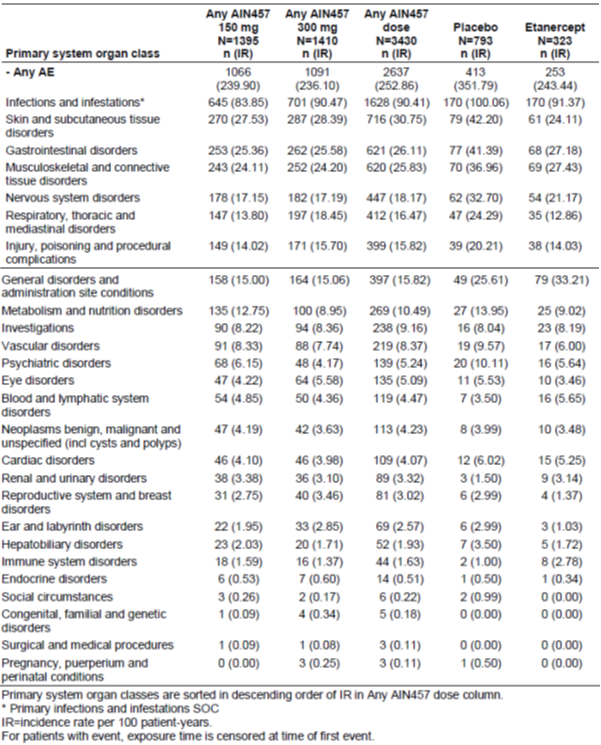 Any AIN457 Any AIN457 Any AIN457
150 mg 300 mg dose Placebo Etanercept
N=1395 N=1410 N=3430 N=793 N=323
Primary system organ class n (IR) n (IR) n (IR) n (IR) n (IR)
- Any AE 1066 1091 2637 413 253
(239.90) (236.10) (252.86) (351.79) (243.44)
Infections and infestations* 645 (83.85) 701 (90.47) 1628 (90.41) 170 (100.06) 170 (91.37)
Skin and subcutaneous tissue 270 (27.53) 287 (28.39) 716 (30.75) 79 (42.20) 61 (24.11)
disorders
Gastrointestinal disorders 253 (25.36) 262 (25.58) 621 (26.11) 77 (41.40) 68 (27.18)
Musculoskeletal and connective 243 (24.11) 252 (24.20) 620 (25.83) 70 (36.96) 69 (27.43)
tissue disorders
Nervous system disorders 178 (17.15) 182 (17.19) 447 (18.17) 62 (32.70) 54 (21.17)
Respiratory, thoracic and 147 (13.80) 197 (18.45) 412 (16.47) 47 (24.29) 35 (12.86)
mediastinal disorders
Injury, poisoning and procedural 149 (14.02) 171 (15.70) 399 (15.82) 39 (20.21) 38 (14.03)
complications
General disorders and 158 (15.00) 164 (15.06) 397 (15.82) 49 (25.61) 79 (33.21)
administration site conditions
Metabolism and nutrition disorders 135 (12.75) 100 (8.95) 269 (10.49) 27 (13.95) 25 (9.02)
Investigations 90 (8.22) 94 (8.36) 238 (9.16) 16 (8.04) 23 (8.19)
Vascular disorders 91 (8.33) 88 (7.74) 219 (8.37) 19 (9.57) 17 (6.00)
Psychiatric disorders 68 (6.15) 48 (4.17) 139 (5.24) 20 (10.11) 16 (5.64)
Eye disorders 47 (4.22) 64 (5.58) 135 (5.09) 11 (5.53) 10 (3.46)
Blood and lymphatic system 54 (4.85) 50 (4.36) 119 (4.47) 7 (3.50) 16 (5.65)
disorders
Neoplasms benign, malignant and 47 (4.19) 42 (3.63) 113 (4.23) 8 (3.99) 10 (3.48)
unspecified (incl cysts and polyps)
Cardiac disorders 46 (4.10) 46 (3.98) 109 (4.07) 12 (6.02) 15 (5.25)
Renal and urinary disorders 38 (3.38) 36 (3.10) 89 (3.32) 3 (1.50) 9 (3.14)
Reproductive system and breast 31 (2.75) 40 (3.46) 81 (3.02) 6 (2.99) 4 (1.37)
disorders
Ear and labyrinth disorders 22 (1.95) 33 (2.85) 69 (2.57) 6 (2.99) 3 (1.03)
Hepatobiliary disorders 23 (2.03) 20 (1.71) 52 (1.93) 7 (3.50) 5 (1.72)
Immune system disorders 18 (1.59) 16 (1.37) 44 (1.63) 2 (1.00) 8 (2.78)
Endocrine disorders 6 (0.53) 7 (0.60) 14 (0.51) 1 (0.50) 1 (0.34)
Social circumstances 3 (0.26) 2 (0.17) 6 (0.22) 2 (0.99) 0 (0.00)
Congenital, familial and genetic 1 (0.09) 4 (0.34) 5 (0.18) 0 (0.00) 0 (0.00)
disorders
Surgical and medical procedures 1 (0.09) 1 (0.08) 3 (0.11) 0 (0.00) 0 (0.00)
Pregnancy, puerperium and 0 (0.00) 3 (0.25) 3 (0.11) 1 (0.50) 0 (0.00)
perinatal conditions
Primary system organ classes are sorted in descending order of IR in Any AIN457 dose column.
* Primary infections and infestations SOC
IR=incidence rate per 100 patient-years.
For patients with event, exposure time is censored at time of first event.